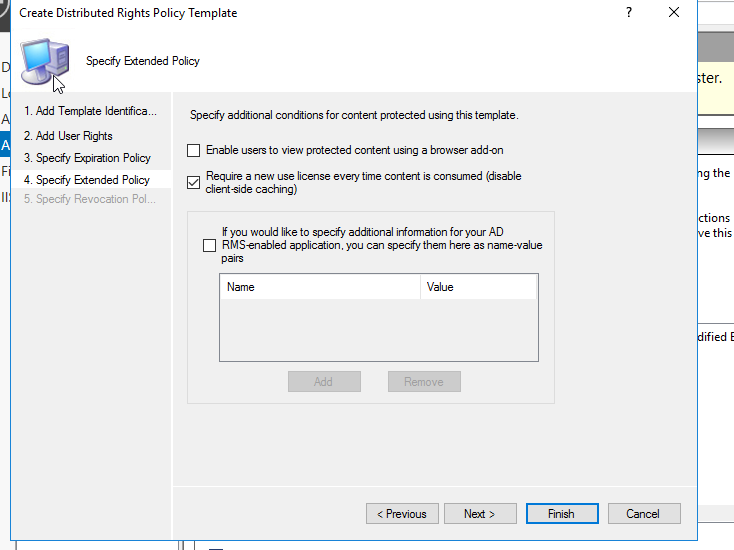 Create Distributed Rights Policy Template
?
Specify Extended Policy
1. Add Template Identifica...
2. Add User Rights
3. Specify Expiration Policy
4. Specify Extended Policy
5. Specify Revocation Pol...
Specify additional conditions for content protected using this template.
Enable users to view protected content using a browser add-on
Require a new use license every time content is consumed (disable
client-side caching)
If you would like to specify additional information for your AD
RMS-enabled application, you can specify them here as name-value
pairs
Name Value
Add Remove
< Previous Next > Finish Cancel
ster.
ng the
ctions
ve this
dified